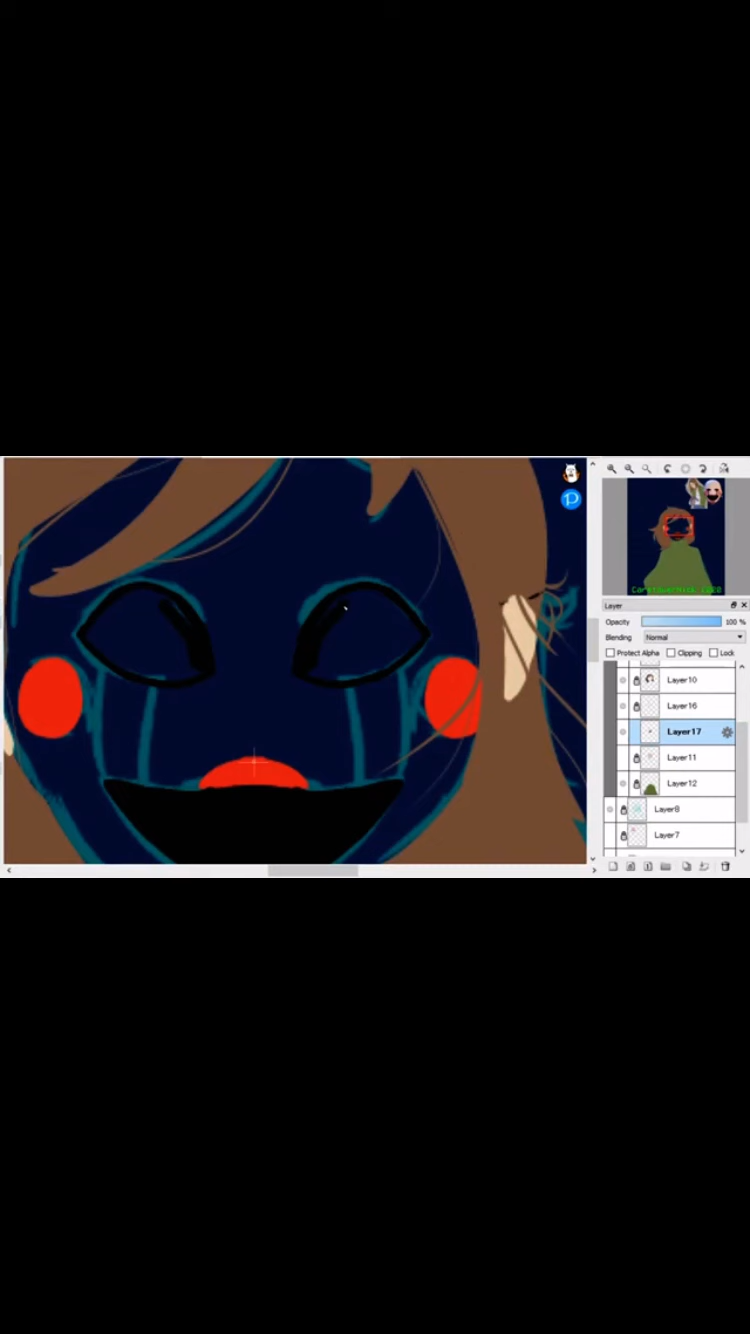 Layer
Opacity 100 %
Blending Normal
Protect Alpha Clipping Lock
Layer10
Layer16
Layer17
Layer11
Layer12
Layer8
Layer7